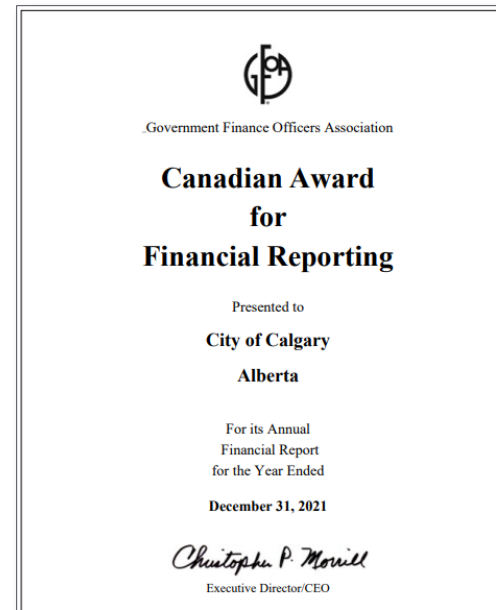 GFOA
Government Finance Officers Association
Canadian Award
for
Financial Reporting
Presented to
City of Calgary
Alberta
For its Annual
Financial Report
for the Year Ended
December 31, 2021
Christopher P. Morrill
Executive Director/CEO